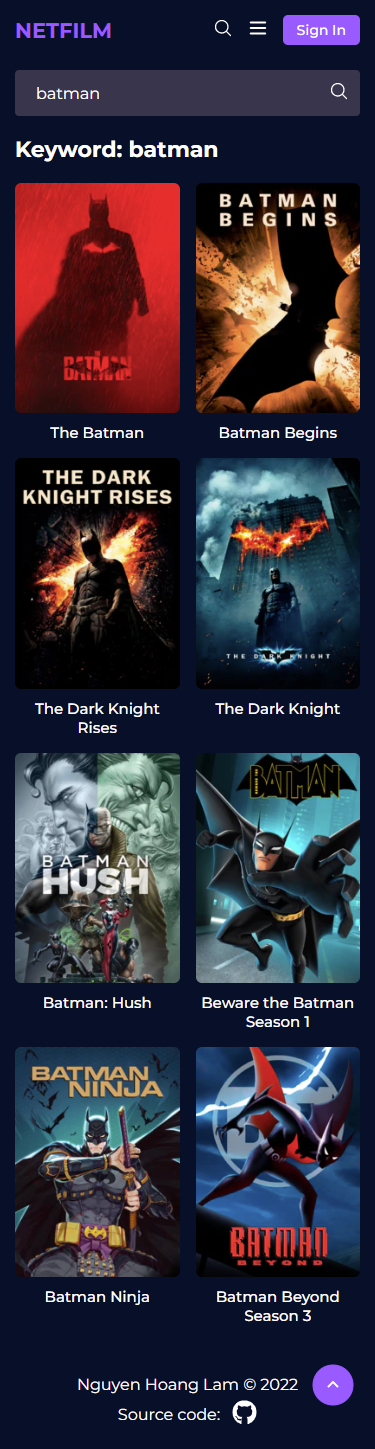 NETFILM
Sign In
batman
Keyword: batman
BATMAN
BEGINS
THE BATMAN
The Batman
Batman Begins
THE DARK
KNIGHT RISES
THE DARK KNIGHT
The Dark Knight
Rises
The Dark Knight
BATMAN
HUSH
BATMAN
Batman: Hush
Beware the Batman
Season 1
BATMAN
NINJA
BATMAN
BEYOND
Batman Ninja
Batman Beyond
Season 3
Nguyen Hoang Lam © 2022
Source code: